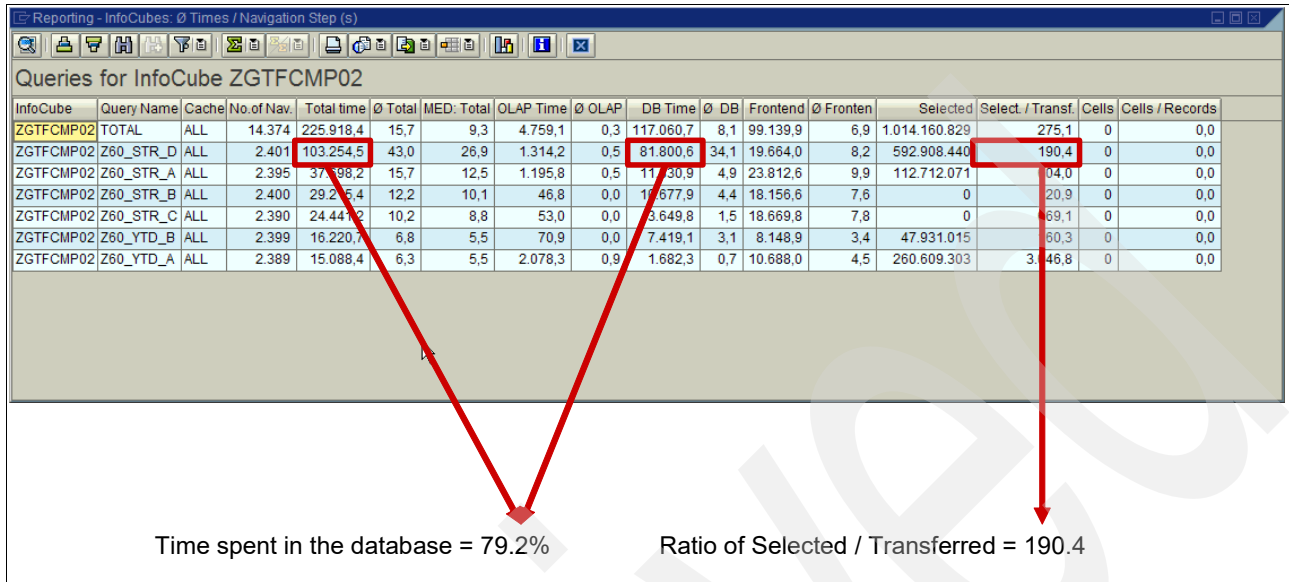 Reporting - InfoCubes: Ø Times / Navigation Step (s)
Queries for InfoCube ZGTFCMP02
InfoCube Query Name Cache No.of Nav. Total time Ø Total MED: Total OLAP Time Ø OLAP DB Time Ø DB Frontend Ø Fronten Selected Select. / Transf. Cells Cells / Records
ZGTFCMP02 TOTAL ALL 14.374 225.918,4 15,7 9,3 4.759,1 0,3 117.060,7 8,1 99.139,9 6,9 1.014.160.829 275,1 0 0,0
ZGTFCMP02 Z60_STR_D ALL 2.401 103.254,5 43,0 26,9 1.314,2 0,5 81.800,6 34,1 19.664,0 8,2 592.908.440 190,4 0 0,0
ZGTFCMP02 Z60_STR_A ALL 2.395 15,7 12,5 1.195,8 0,5 4,9 23.812,6 9,9 112.712.071 0 0,0
ZGTFCMP02 Z60_STR_B ALL 2.400 12,2 10,1 46,8 0,0 4,4 18.156,6 7,6 0 0 0,0
ZGTFCMP02 Z60_STR_C ALL 2.390 10,2 8,8 53,0 0,0 1,5 18.669,8 7,8 0 0 0,0
ZGTFCMP02 Z60_YTD_B ALL 2.399 16.220,7 6,8 5,5 70,9 0,0 7.419,1 3,1 8.148,9 3,4 47.931.015 0 0,0
ZGTFCMP02 Z60_YTD_A ALL 2.389 15.088,4 6,3 5,5 2.078,3 0,9 1.682,3 0,7 10.688,0 4,5 260.609.303 0 0,0
Time spent in the database = 79.2% Ratio of Selected / Transferred = 190.4